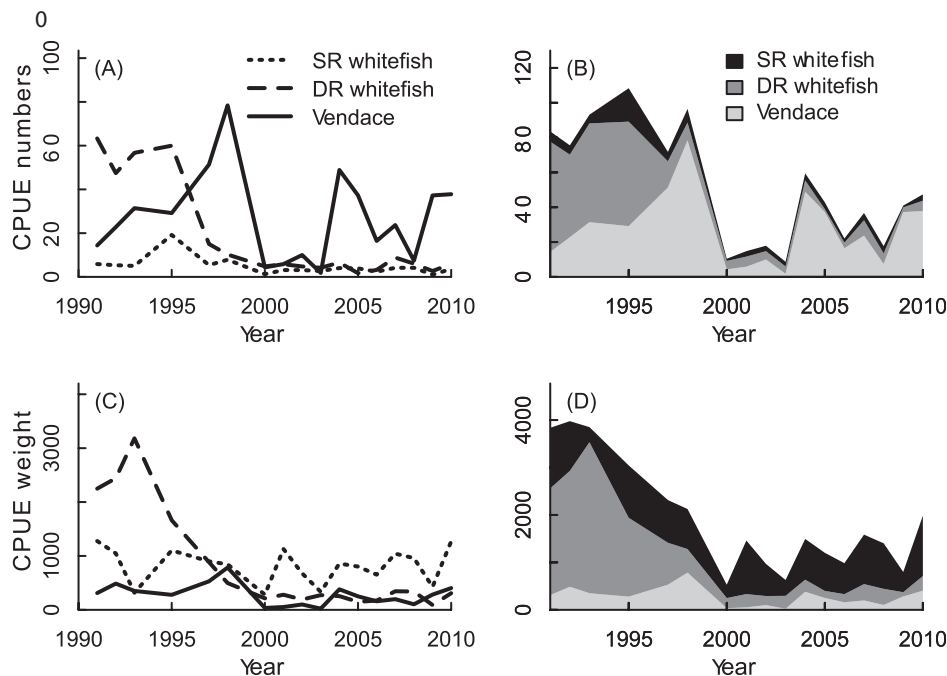 0
(A)
SR whitefish
DR whitefish
Vendace
CPUE numbers
0 20 60 100
1990 1995 2000 2005 2010
Year
(B)
SR whitefish
DR whitefish
Vendace
0 40 80 120
1995 2000 2005 2010
Year
(C)
CPUE weight
0 1000 3000
1990 1995 2000 2005 2010
Year
(D)
0 2000 4000
1995 2000 2005 2010
Year